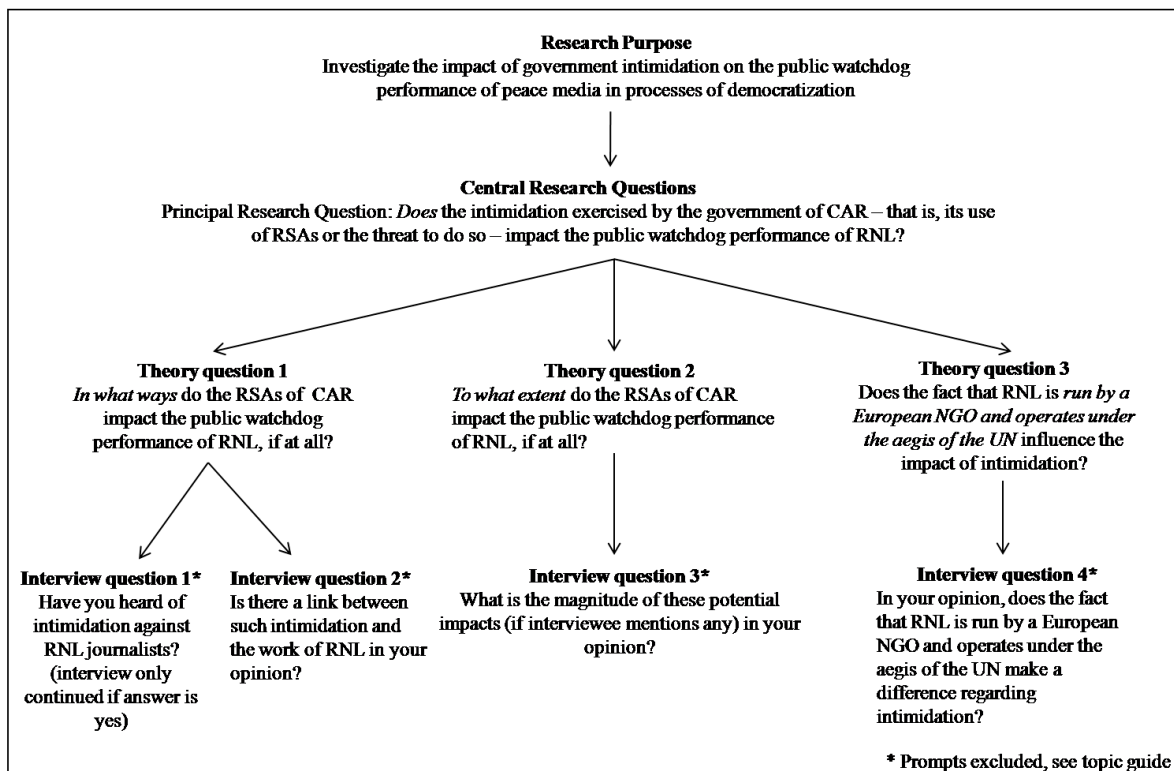 Research Purpose
Investigate the impact of government intimidation on the public watchdog
performance of peace media in processes of democratization
Central Research Questions
Principal Research Question: Does the intimidation exercised by the government of CAR – that is, its use
of RSAs or the threat to do so – impact the public watchdog performance of RNL?
Theory question 1
In what ways do the RSAs of CAR
impact the public watchdog
performance of RNL, if at all?
Theory question 2
To what extent do the RSAs of CAR
impact the public watchdog performance
of RNL, if at all?
Theory question 3
Does the fact that RNL is run by a
European NGO and operates under
the aegis of the UN influence the
impact of intimidation?
Interview question 1*
Have you heard of
intimidation against
RNL journalists?
(interview only
continued if answer is
yes)
Interview question 2*
Is there a link between
such intimidation and
the work of RNL in your
opinion?
Interview question 3*
What is the magnitude of these potential
impacts (if interviewee mentions any) in your
opinion?
Interview question 4*
In your opinion, does the fact
that RNL is run by a European
NGO and operates under the
aegis of the UN make a
difference regarding
intimidation?
* Prompts excluded, see topic guide